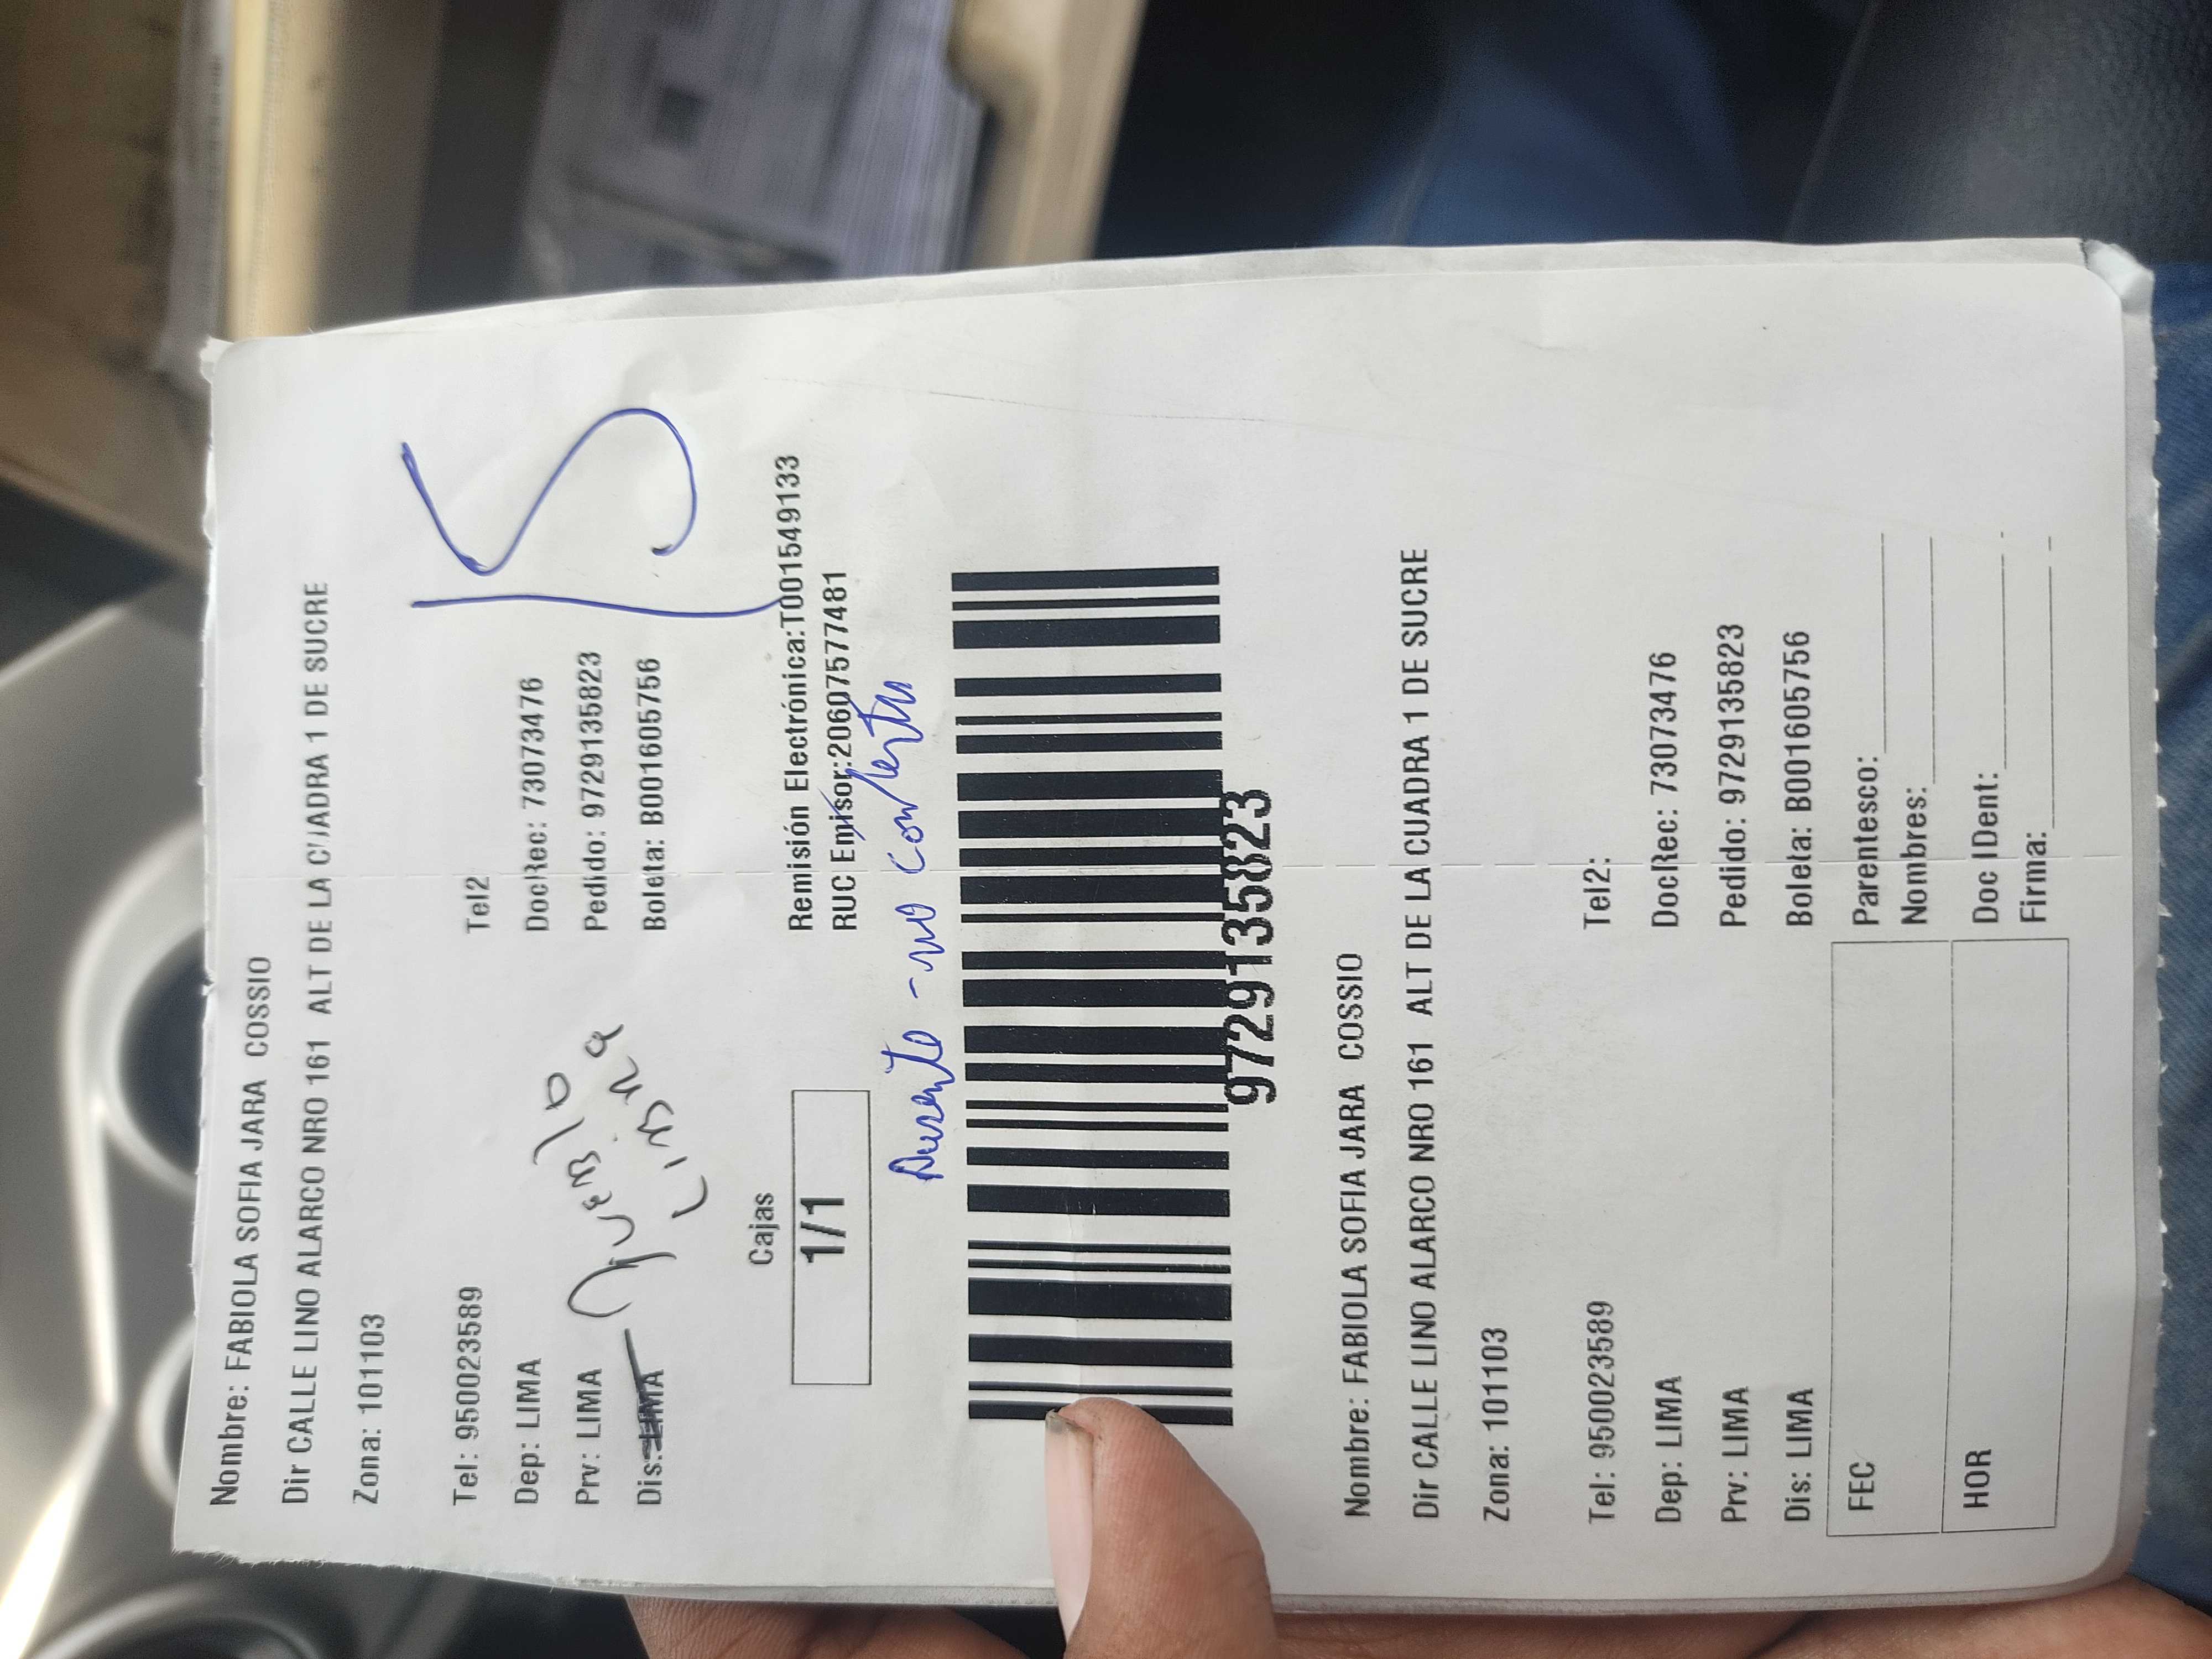 Nombre: FABIOLA SOFIA JARA COSSIO
Dir CALLE LINO ALARCO NRO 161 ALT DE LA CUADRA 1 DE SUCRE
Zona: 101103
Tel: 950023589 Tel2
Dep: LIMA DocRec: 73073476
Prv: LIMA Pedido: 9729135823
Dis: LIMA Boleta: B001605756
Pueblo
Libre
15
Cajas
1/1
Remisión Electrónica:T001549133
RUC Emisor:20607577481
Ausente - no contesta
9729135823
Nombre: FABIOLA SOFIA JARA COSSIO
Dir CALLE LINO ALARCO NRO 161 ALT DE LA CUADRA 1 DE SUCRE
Zona: 101103
Tel: 950023589 Tel2:
Dep: LIMA DocRec: 73073476
Prv: LIMA Pedido: 9729135823
Dis: LIMA Boleta: B001605756
FEC Parentesco:
Nombres:
HOR Doc IDent:
Firma: